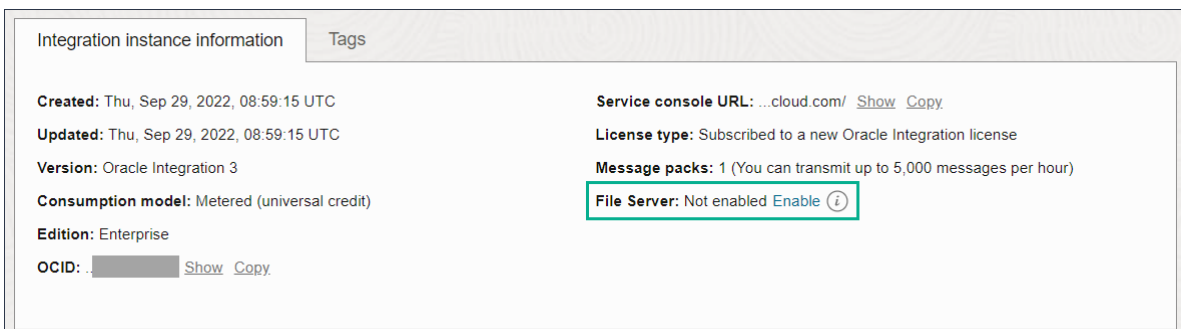 Integration instance information
Tags
Created: Thu, Sep 29, 2022, 08:59:15 UTC
Updated: Thu, Sep 29, 2022, 08:59:15 UTC
Version: Oracle Integration 3
Consumption model: Metered (universal credit)
Edition: Enterprise
OCID: .. Show Copy
Service console URL: ...cloud.com/ Show Copy
License type: Subscribed to a new Oracle Integration license
Message packs: 1 (You can transmit up to 5,000 messages per hour)
File Server: Not enabled Enable i